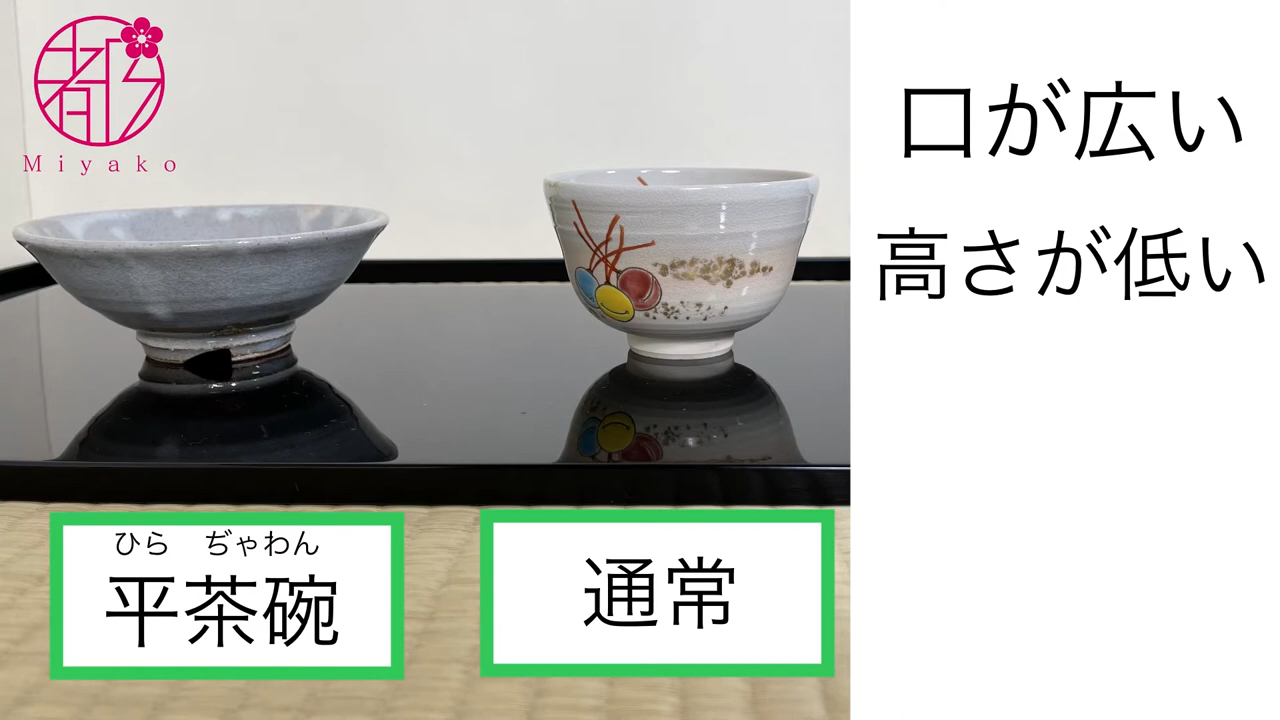 都
Miyako
口が広い
高さが低い
ひら ぢゃわん
平茶碗
通常